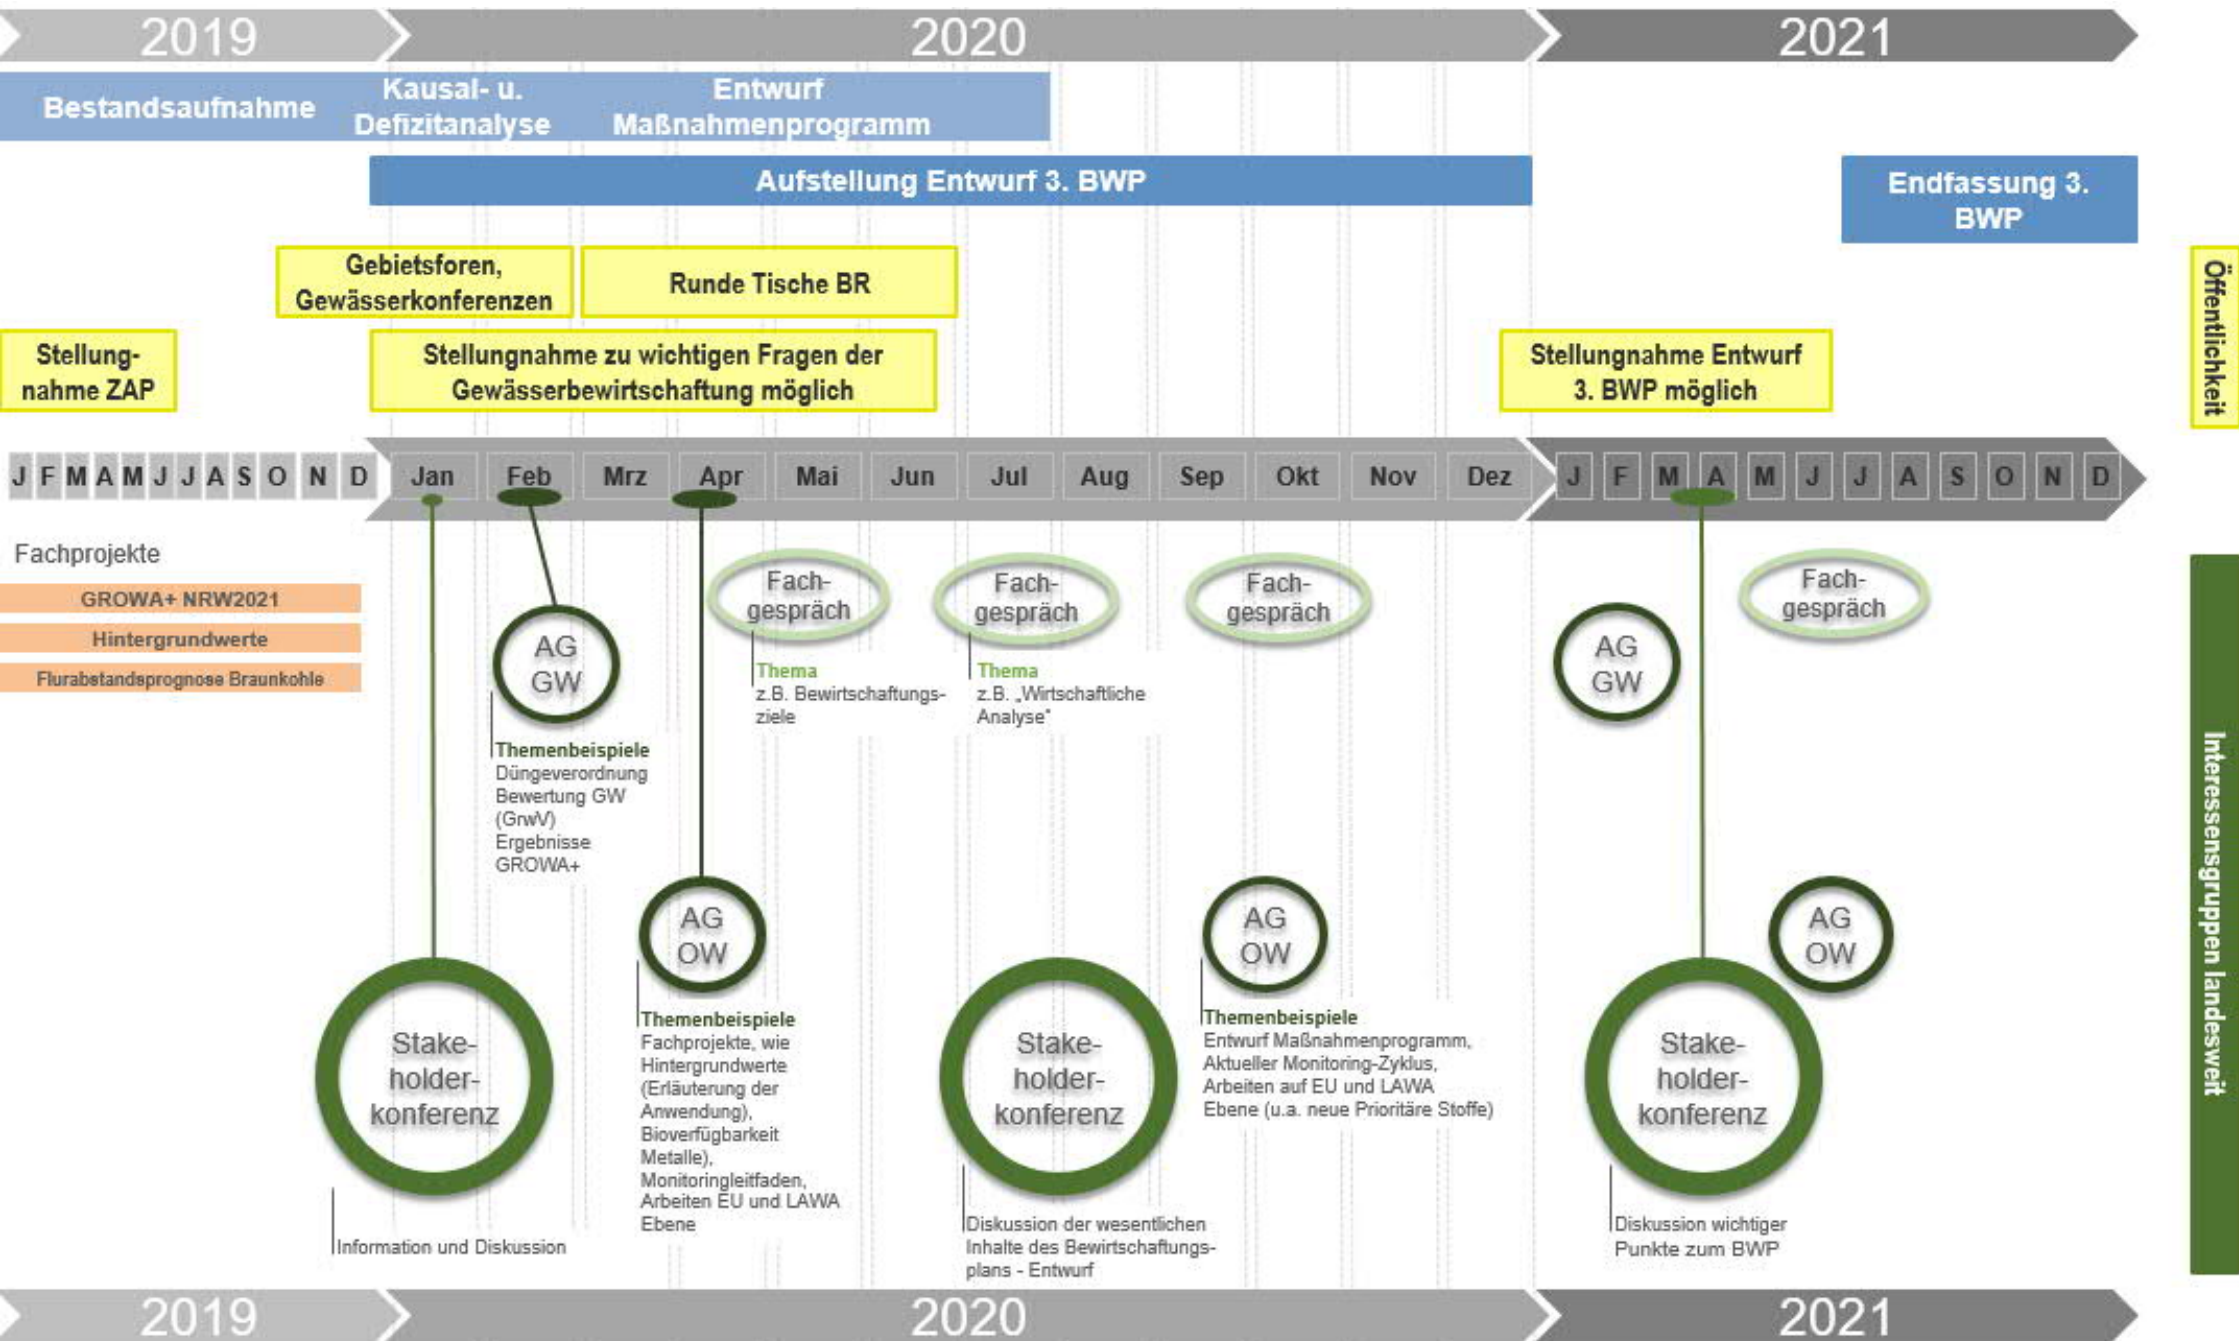 2019
2020
2021
Bestandsaufnahme
Kausal- u.
Defizitanalyse
Entwurf
Maßnahmenprogramm
Aufstellung Entwurf 3. BWP
Endfassung 3.
BWP
Gebietsforen,
Gewässerkonferenzen
Runde Tische BR
Stellung-
nahme ZAP
Stellungnahme zu wichtigen Fragen der
Gewässerbewirtschaftung möglich
Stellungnahme Entwurf
3. BWP möglich
Öffentlichkeit
J F M A M J J A S O N D
Jan Feb Mrz Apr Mai Jun Jul Aug Sep Okt Nov Dez
J F M A M J J A S O N D
Fachprojekte
GROWA+ NRW2021
Hintergrundwerte
Flurabstandsprognose Braunkohle
AG
GW
Themenbeispiele
Düngeverordnung
Bewertung GW
(GrwV)
Ergebnisse
GROWA+
Fach-
gespräch
Thema
z.B. Bewirtschaftungs-
ziele
Fach-
gespräch
Thema
z.B. „Wirtschaftliche
Analyse“
Fach-
gespräch
AG
GW
Fach-
gespräch
AG
OW
Themenbeispiele
Fachprojekte, wie
Hintergrundwerte
(Erläuterung der
Anwendung),
Bioverfügbarkeit
Metalle),
Monitoringleitfaden,
Arbeiten EU und LAWA
Ebene
AG
OW
Themenbeispiele
Entwurf Maßnahmenprogramm,
Aktueller Monitoring-Zyklus,
Arbeiten auf EU und LAWA
Ebene (u.a. neue Prioritäre Stoffe)
AG
OW
Stake-
holder-
konferenz
Information und Diskussion
Stake-
holder-
konferenz
Diskussion der wesentlichen
Inhalte des Bewirtschaftungs-
plans - Entwurf
Stake-
holder-
konferenz
Diskussion wichtiger
Punkte zum BWP
Interessensgruppen landesweit
2019
2020
2021